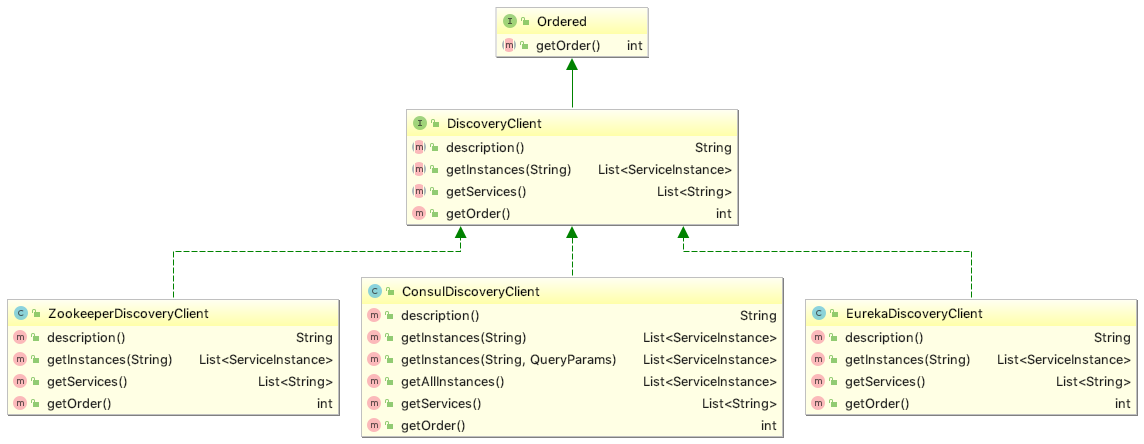 I Ordered
m getOrder() int
I DiscoveryClient
m description() String
m getInstances(String) List<ServiceInstance>
m getServices() List<String>
m getOrder() int
C ZookeeperDiscoveryClient
m description() String
m getInstances(String) List<ServiceInstance>
m getServices() List<String>
m getOrder() int
C ConsulDiscoveryClient
m description() String
m getInstances(String) List<ServiceInstance>
m getInstances(String, QueryParams) List<ServiceInstance>
m getAllInstances() List<ServiceInstance>
m getServices() List<String>
m getOrder() int
C EurekaDiscoveryClient
m description() String
m getInstances(String) List<ServiceInstance>
m getServices() List<String>
m getOrder() int